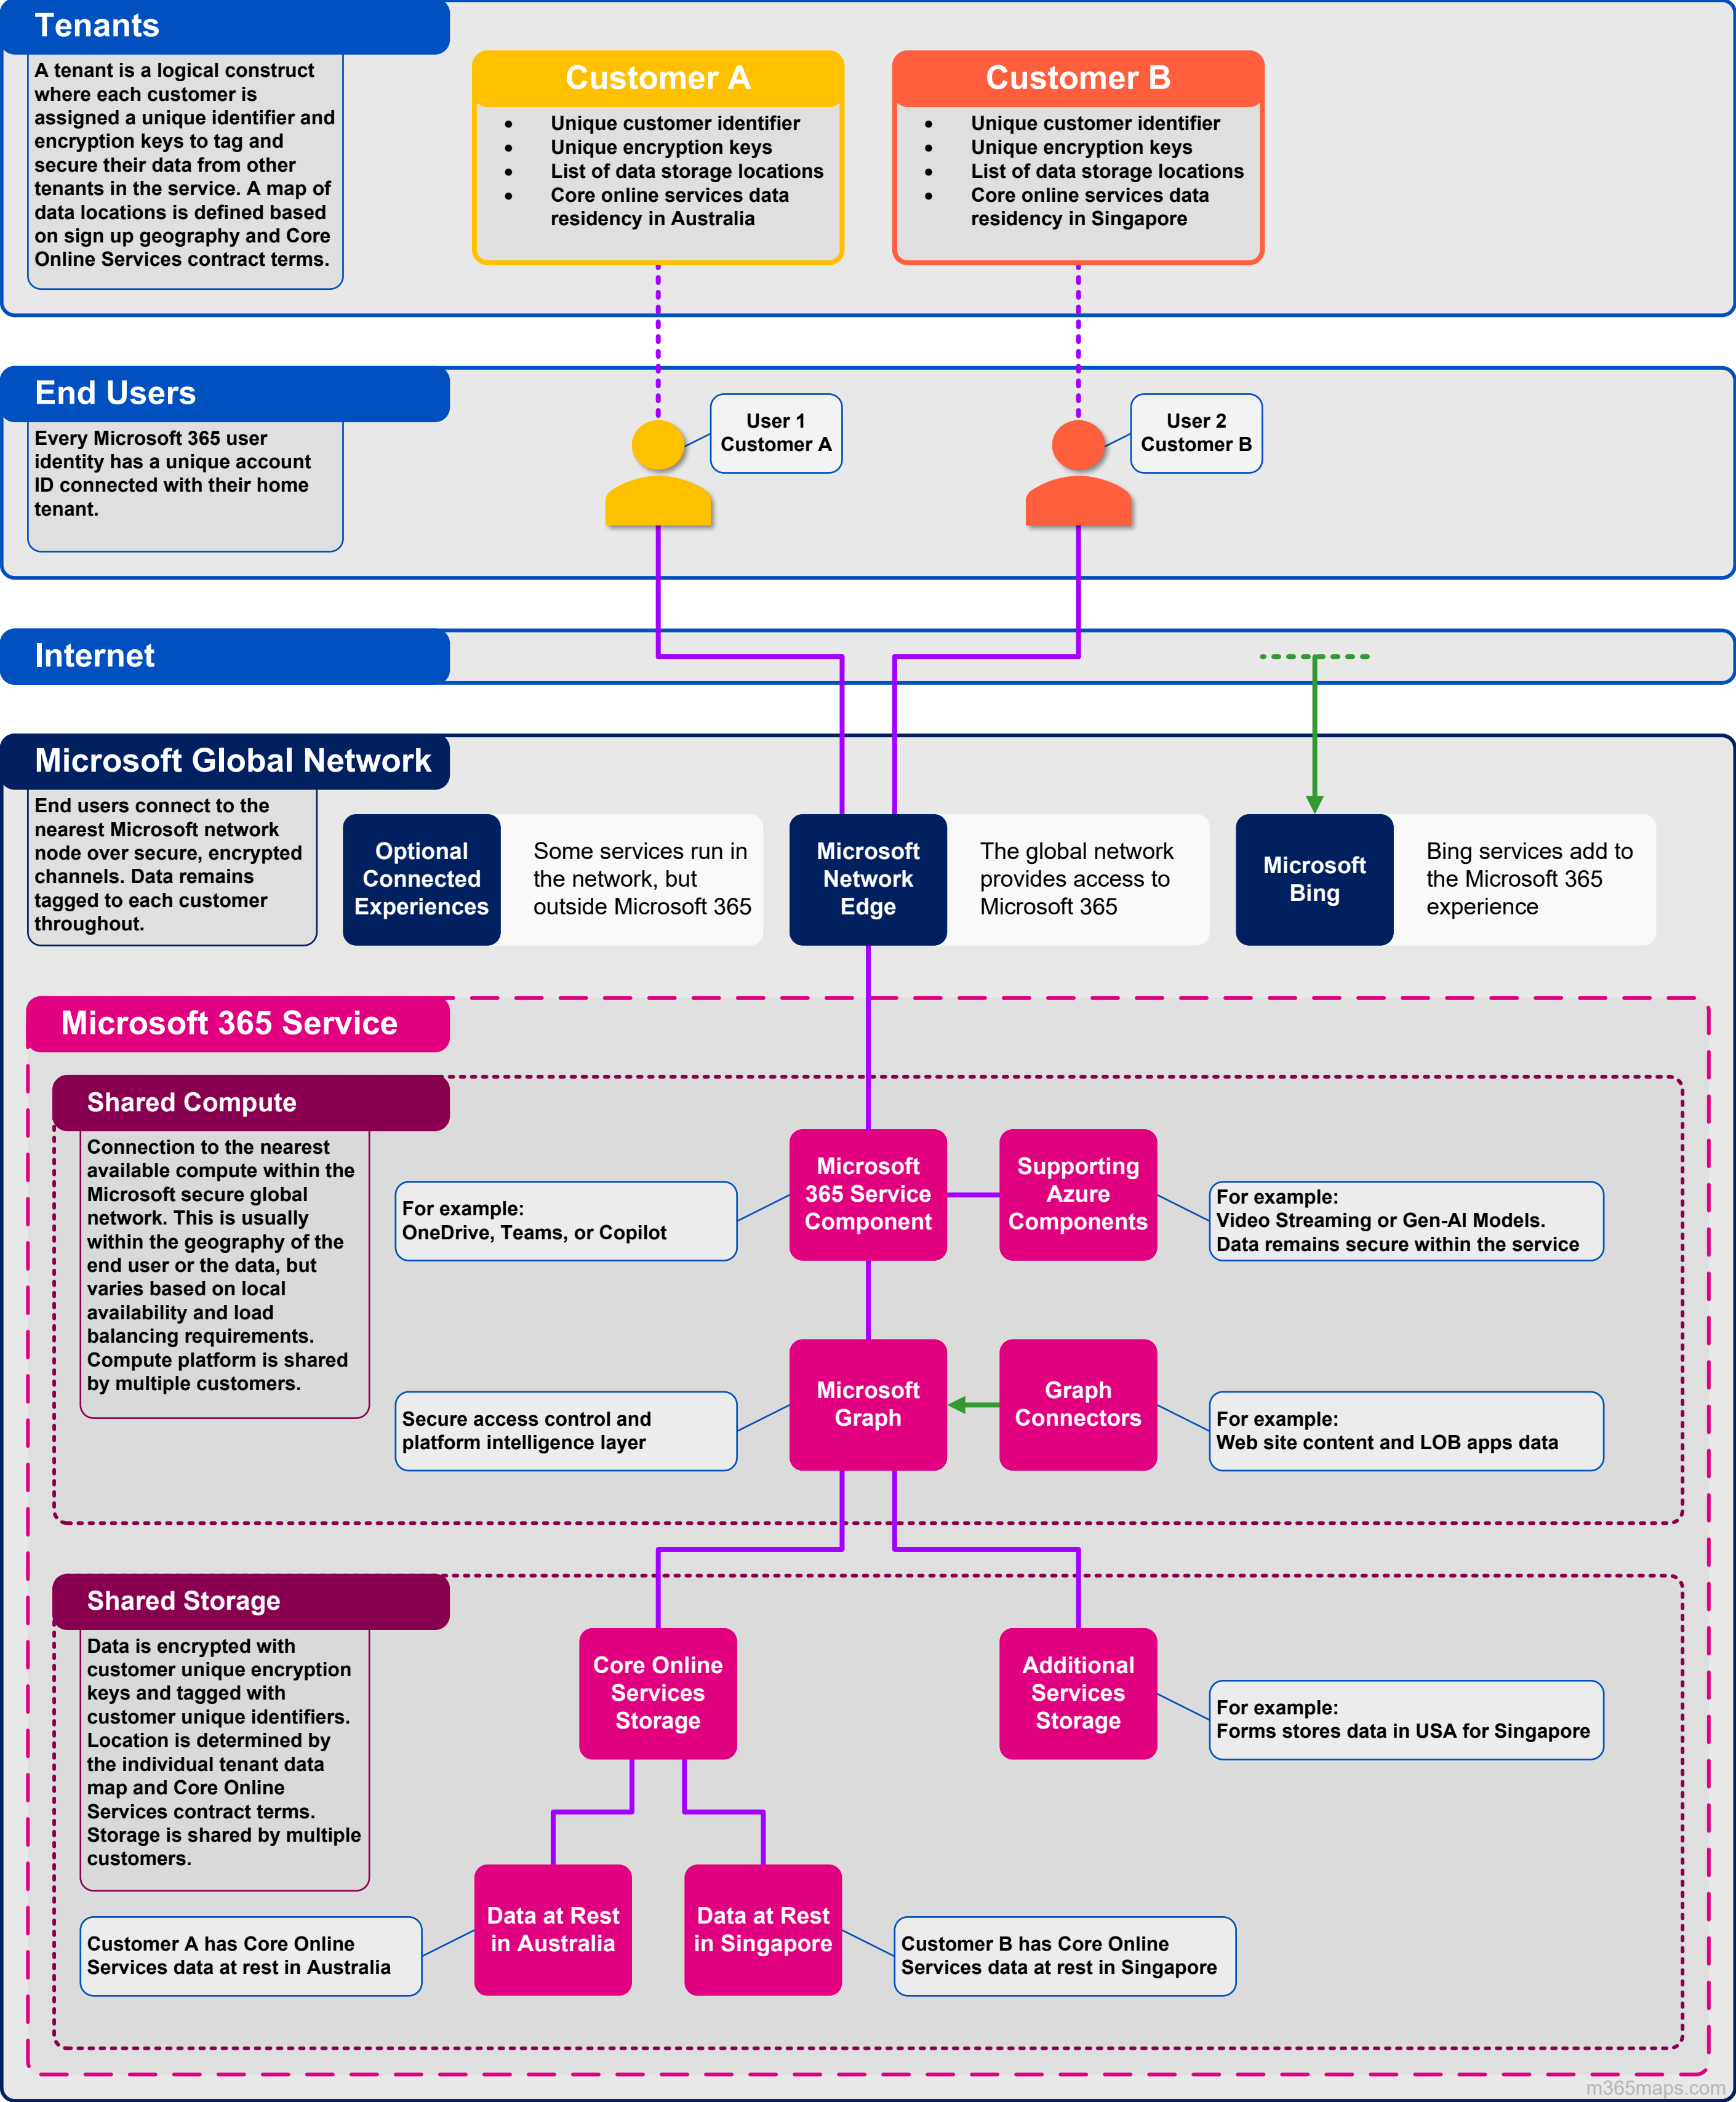 Tenants
A tenant is a logical construct
where each customer is
assigned a unique identifier and
encryption keys to tag and
secure their data from other
tenants in the service. A map of
data locations is defined based
on sign up geography and Core
Online Services contract terms.
Customer A
• Unique customer identifier
• Unique encryption keys
• List of data storage locations
• Core online services data
residency in Australia
Customer B
• Unique customer identifier
• Unique encryption keys
• List of data storage locations
• Core online services data
residency in Singapore
End Users
Every Microsoft 365 user
identity has a unique account
ID connected with their home
tenant.
User 1
Customer A
User 2
Customer B
Internet
Microsoft Global Network
End users connect to the
nearest Microsoft network
node over secure, encrypted
channels. Data remains
tagged to each customer
throughout.
Optional
Connected
Experiences
Some services run in
the network, but
outside Microsoft 365
Microsoft
Network
Edge
The global network
provides access to
Microsoft 365
Microsoft
Bing
Bing services add to
the Microsoft 365
experience
Microsoft 365 Service
Shared Compute
Connection to the nearest
available compute within the
Microsoft secure global
network. This is usually
within the geography of the
end user or the data, but
varies based on local
availability and load
balancing requirements.
Compute platform is shared
by multiple customers.
For example:
OneDrive, Teams, or Copilot
Microsoft
365 Service
Component
Supporting
Azure
Components
For example:
Video Streaming or Gen-AI Models.
Data remains secure within the service
Secure access control and
platform intelligence layer
Microsoft
Graph
Graph
Connectors
For example:
Web site content and LOB apps data
Shared Storage
Data is encrypted with
customer unique encryption
keys and tagged with
customer unique identifiers.
Location is determined by
the individual tenant data
map and Core Online
Services contract terms.
Storage is shared by multiple
customers.
Core Online
Services
Storage
Additional
Services
Storage
For example:
Forms stores data in USA for Singapore
Customer A has Core Online
Services data at rest in Australia
Data at Rest
in Australia
Data at Rest
in Singapore
Customer B has Core Online
Services data at rest in Singapore
m365maps.com